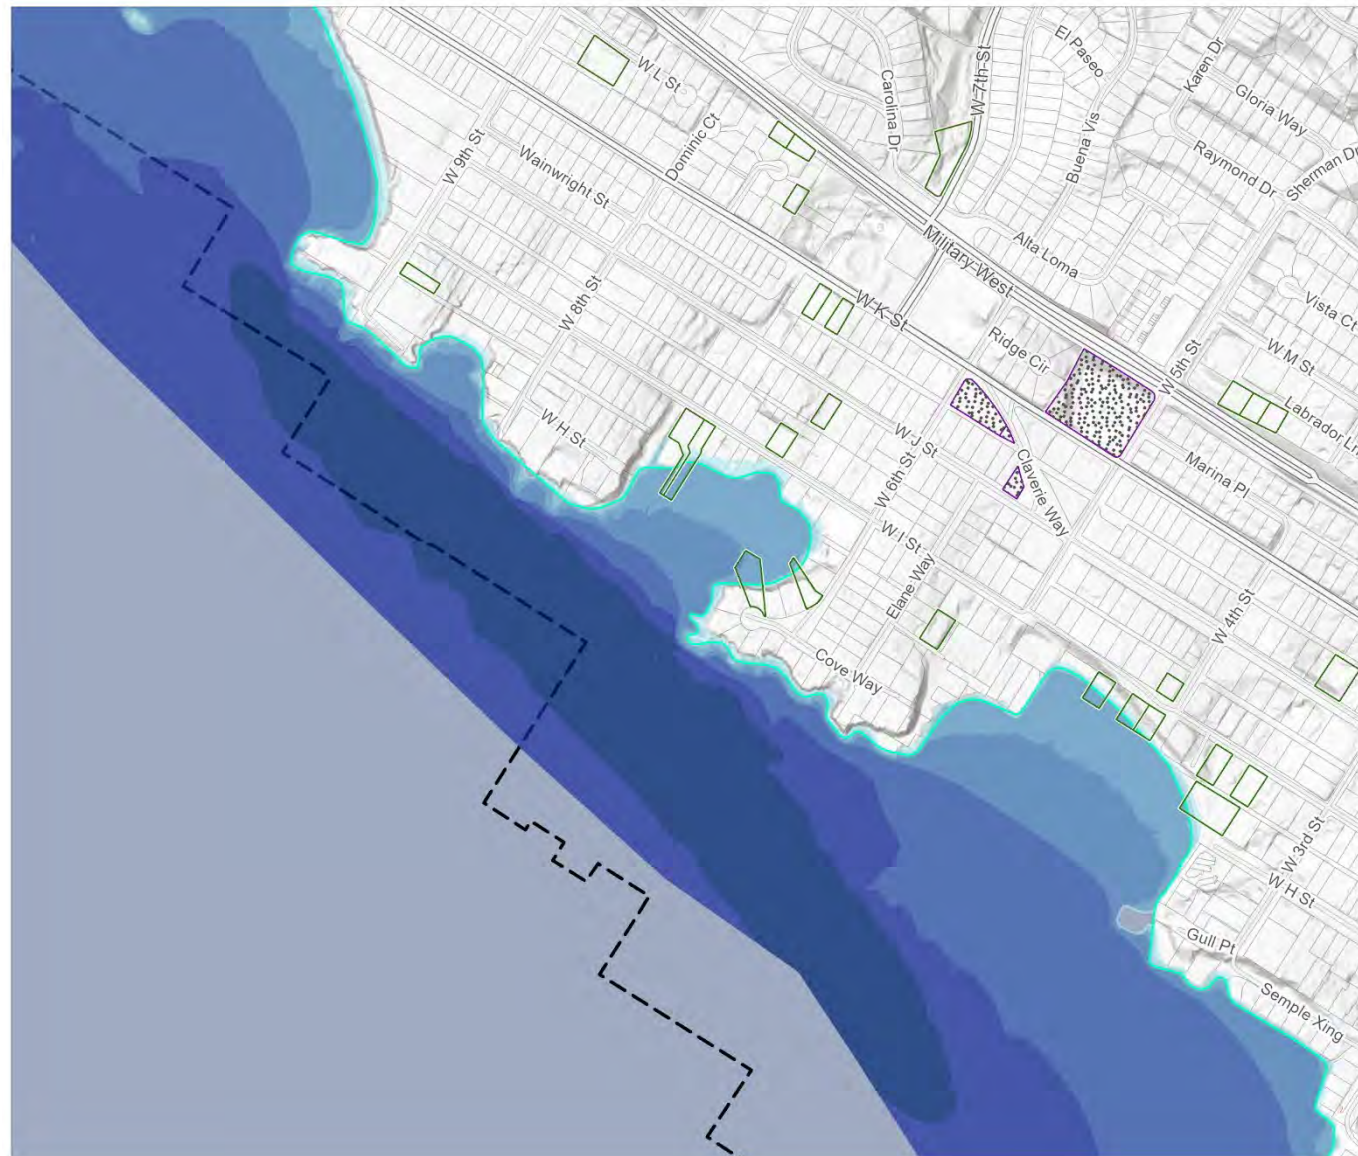 El Paseo
Karen Dr
W L St
Carolina Dr
W 7th St
Gloria Way
Dominic Ct
Buena Vis
W 9th St
Wainwright St
Raymond Dr
Sherman Dr
Military West
Alta Loma
W 8th St
W K St
Vista Ct
Ridge Cir
W M St
W 5th St
Labrador Ln
W H St
W J St
Marina Pl
Claverie Way
W 6th St
W I St
Elane Way
W 4th St
Cove Way
W 3rd St
W H St
Gull Pt
Semple Xing